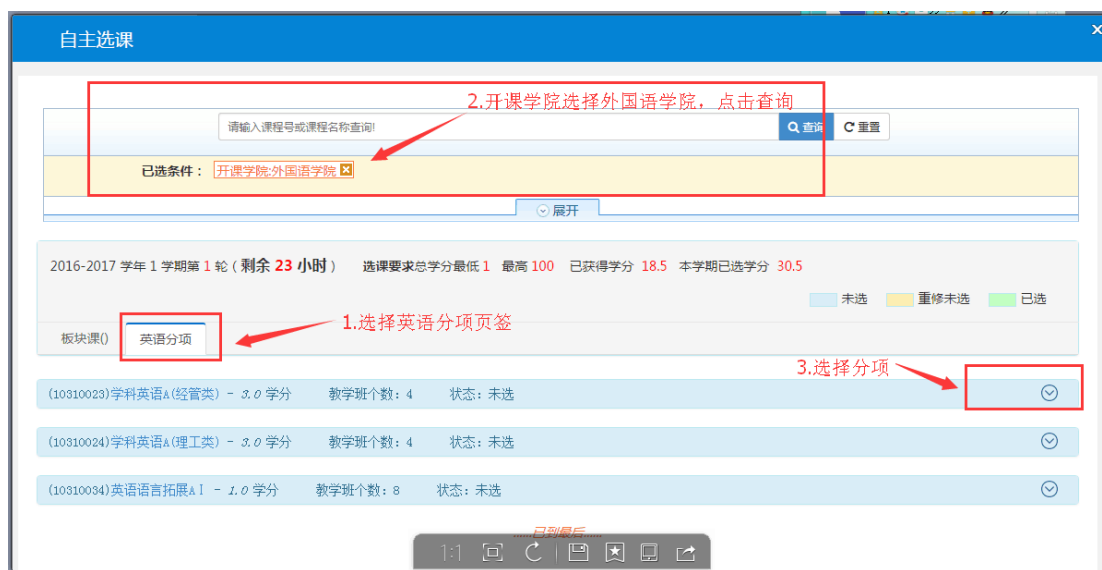 自主选课
x
2.开课学院选择外国语学院，点击查询
请输入课程号或课程名称查询!
查询
重置
已选条件： 开课学院:外国语学院
展开
2016-2017 学年 1 学期第 1 轮 ( 剩余 23 小时 ) 选课要求总学分最低 1 最高 100 已获得学分 18.5 本学期已选学分 30.5
未选 重修未选 已选
1.选择英语分项页签
板块课() 英语分项
3.选择分项
(10310023)学科英语A(经管类) - 3.0 学分 教学班个数: 4 状态: 未选
(10310024)学科英语A(理工类) - 3.0 学分 教学班个数: 4 状态: 未选
(10310034)英语语言拓展AⅠ - 1.0 学分 教学班个数: 8 状态: 未选
......已到最后......
1:1